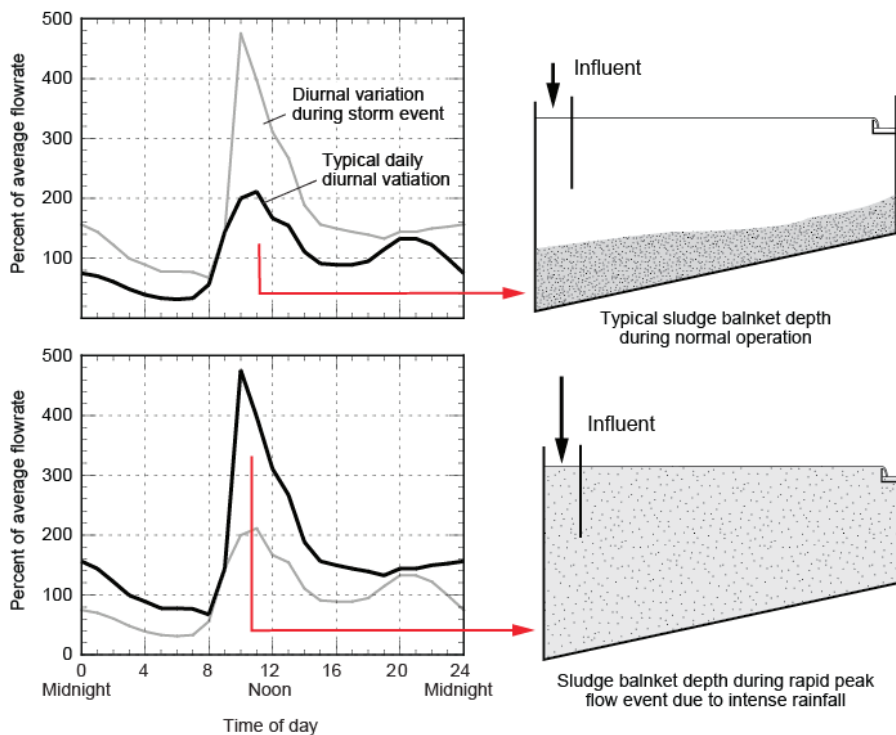 500
400
300
200
100
Percent of average flowrate
Diurnal variation
during storm event
Typical daily
diurnal vatiation
Influent
Typical sludge balnket depth
during normal operation
500
400
300
200
100
0
Percent of average flowrate
0 4 8 12 16 20 24
Midnight Noon Midnight
Time of day
Influent
Sludge balnket depth during rapid peak
flow event due to intense rainfall